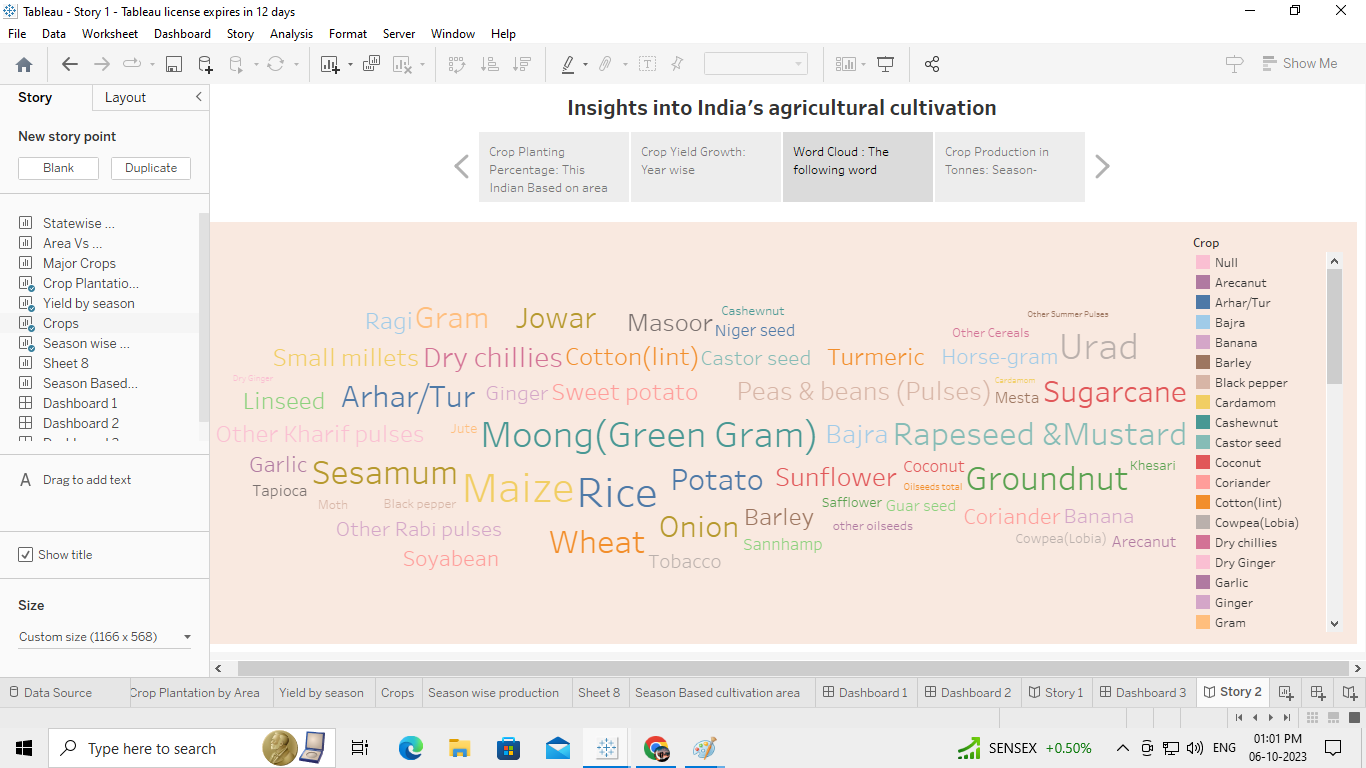 Tableau - Story 1 - Tableau license expires in 12 days
File Data Worksheet Dashboard Story Analysis Format Server Window Help
Show Me
Story Layout
New story point
Blank Duplicate
Statewise ...
Area Vs ...
Major Crops
Crop Plantatio...
Yield by season
Crops
Season wise ...
Sheet 8
Season Based...
Dashboard 1
Dashboard 2
Drag to add text
Show title
Size
Custom size (1166 x 568)
Insights into India's agricultural cultivation
Crop Planting
Percentage: This
Indian Based on area
Crop Yield Growth:
Year wise
Word Cloud : The
following word
Crop Production in
Tonnes: Season-
Cashewnut
Ragi Gram Jowar Masoor Niger seed Other Summer Pulses
Other Cereals
Small millets Dry chillies Cotton(lint) Castor seed Turmeric Horse-gram Urad
Dry Ginger Cardamom
Linseed Arhar/Tur Ginger Sweet potato Peas & beans (Pulses) Mesta Sugarcane
Other Kharif pulses Jute Moong(Green Gram) Bajra Rapeseed &Mustard
Garlic Sesamum Maize Rice Potato Sunflower Coconut Groundnut Khesari
Tapioca Oilseeds total
Moth Black pepper Safflower Guar seed
Other Rabi pulses Onion Barley other oilseeds Coriander Banana
Soyabean Wheat Tobacco Sannhamp Cowpea(Lobia) Arecanut
Crop
Null
Arecanut
Arhar/Tur
Bajra
Banana
Barley
Black pepper
Cardamom
Cashewnut
Castor seed
Coconut
Coriander
Cotton(lint)
Cowpea(Lobia)
Dry chillies
Dry Ginger
Garlic
Ginger
Gram
Data Source Crop Plantation by Area Yield by season Crops Season wise production Sheet 8 Season Based cultivation area Dashboard 1 Dashboard 2 Story 1 Dashboard 3 Story 2
Type here to search
SENSEX +0.50%
ENG
01:01 PM
06-10-2023